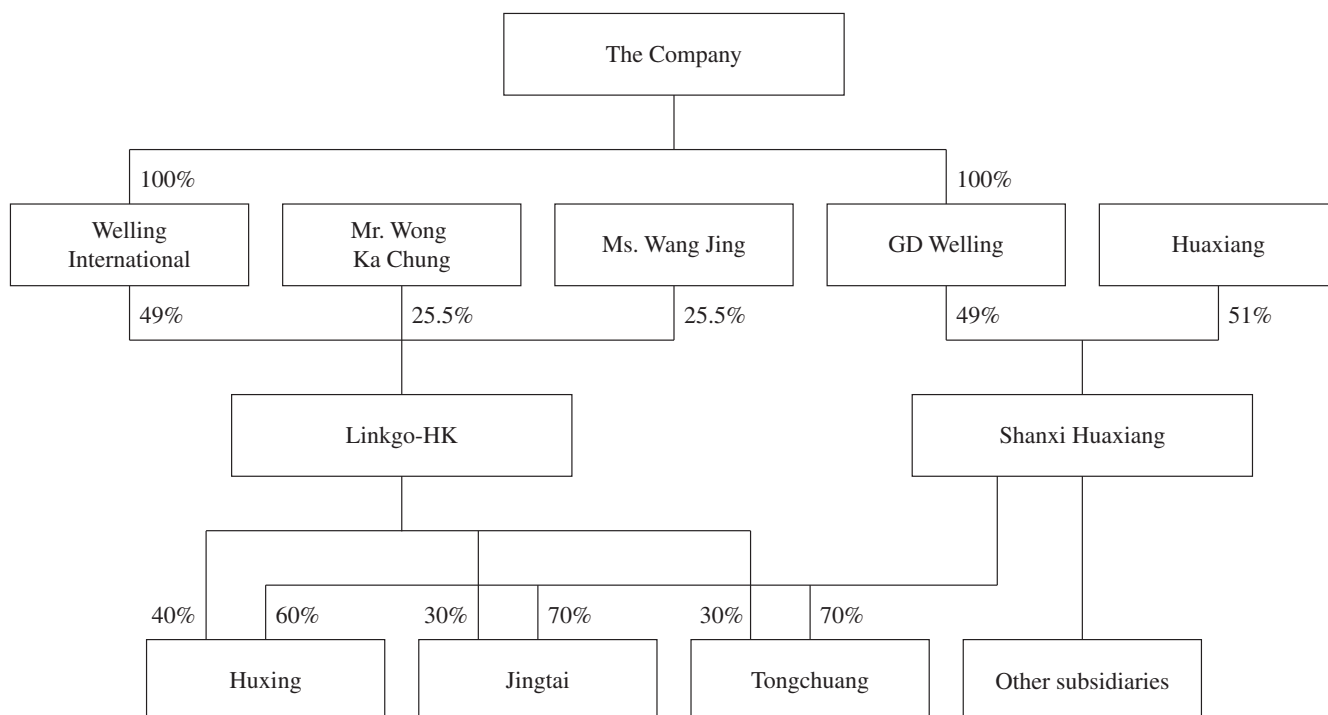 The Company
100%
100%
Welling
International
Mr. Wong
Ka Chung
Ms. Wang Jing
GD Welling
Huaxiang
49%
25.5%
25.5%
49%
51%
Linkgo-HK
Shanxi Huaxiang
40%
60%
30%
70%
30%
70%
Huxing
Jingtai
Tongchuang
Other subsidiaries